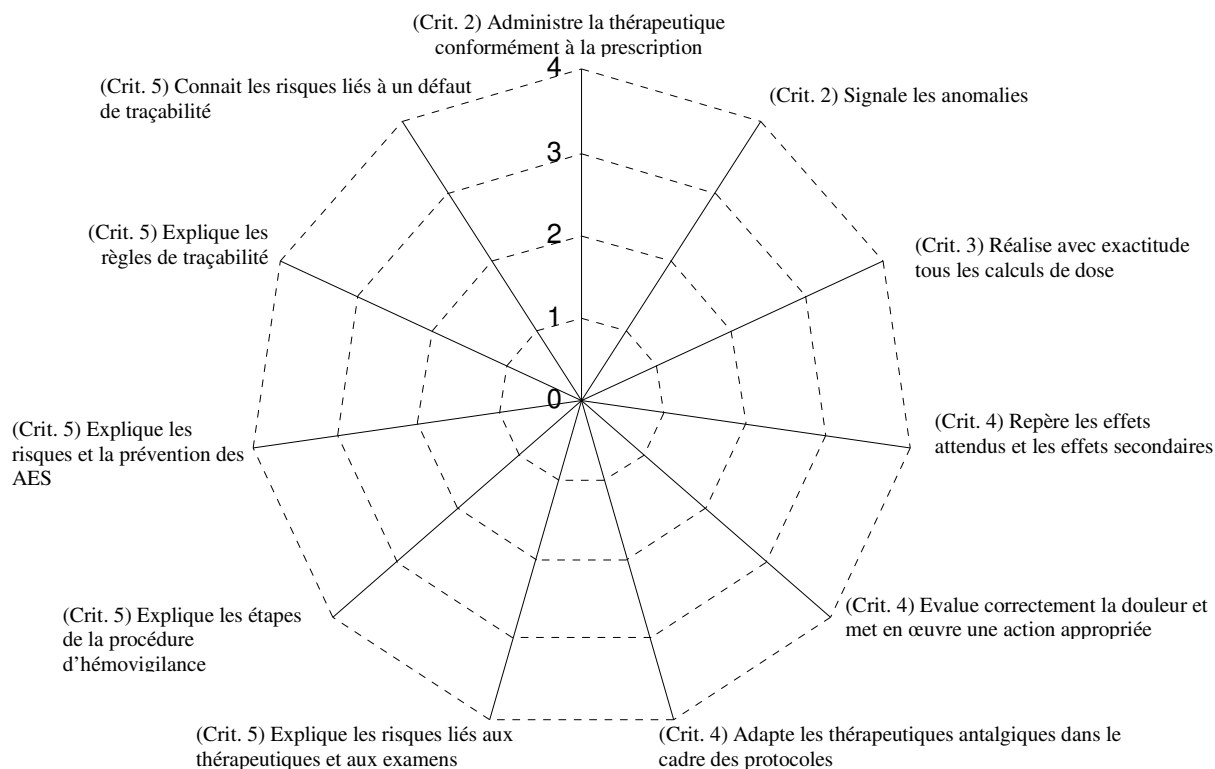 (Crit. 2) Administre la thérapeutique
conformément à la prescription
4
(Crit. 2) Signale les anomalies
(Crit. 5) Connait les risques liés à un défaut
de traçabilité
3
(Crit. 5) Explique les
règles de traçabilité
2
(Crit. 3) Réalise avec exactitude
tous les calculs de dose
1
0
(Crit. 5) Explique les
risques et la prévention des
AES
(Crit. 4) Repère les effets
attendus et les effets secondaires
(Crit. 5) Explique les étapes
de la procédure
d’hémovigilance
(Crit. 4) Evalue correctement la douleur et
met en œuvre une action appropriée
(Crit. 5) Explique les risques liés aux
thérapeutiques et aux examens
(Crit. 4) Adapte les thérapeutiques antalgiques dans le
cadre des protocoles